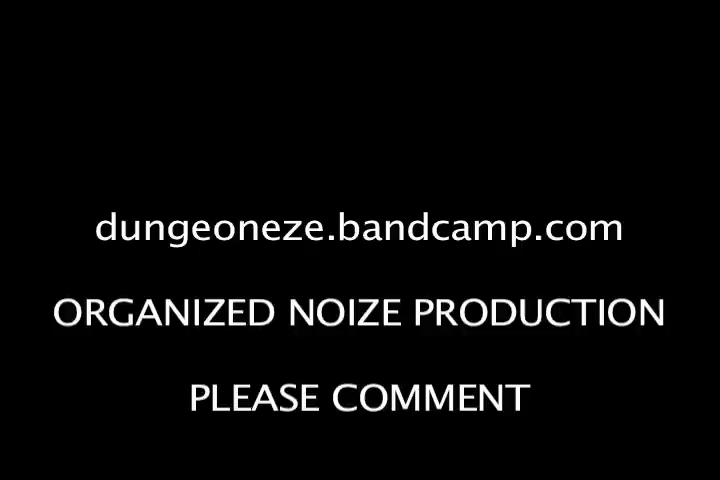 dungeoneze.bandcamp.com
ORGANIZED NOIZE PRODUCTION
PLEASE COMMENT